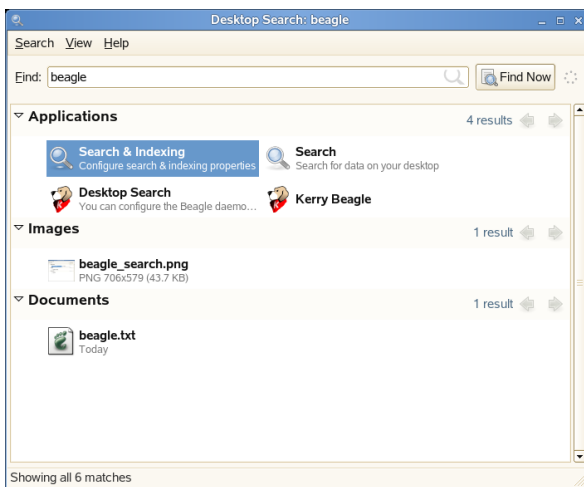 Desktop Search: beagle
Search View Help
Find: beagle Find Now
Applications 4 results
Search & Indexing
Configure search & indexing properties
Search
Search for data on your desktop
Desktop Search
You can configure the Beagle daemo...
Kerry Beagle
Images 1 result
beagle_search.png
PNG 706x579 (43.7 KB)
Documents 1 result
beagle.txt
Today
Showing all 6 matches